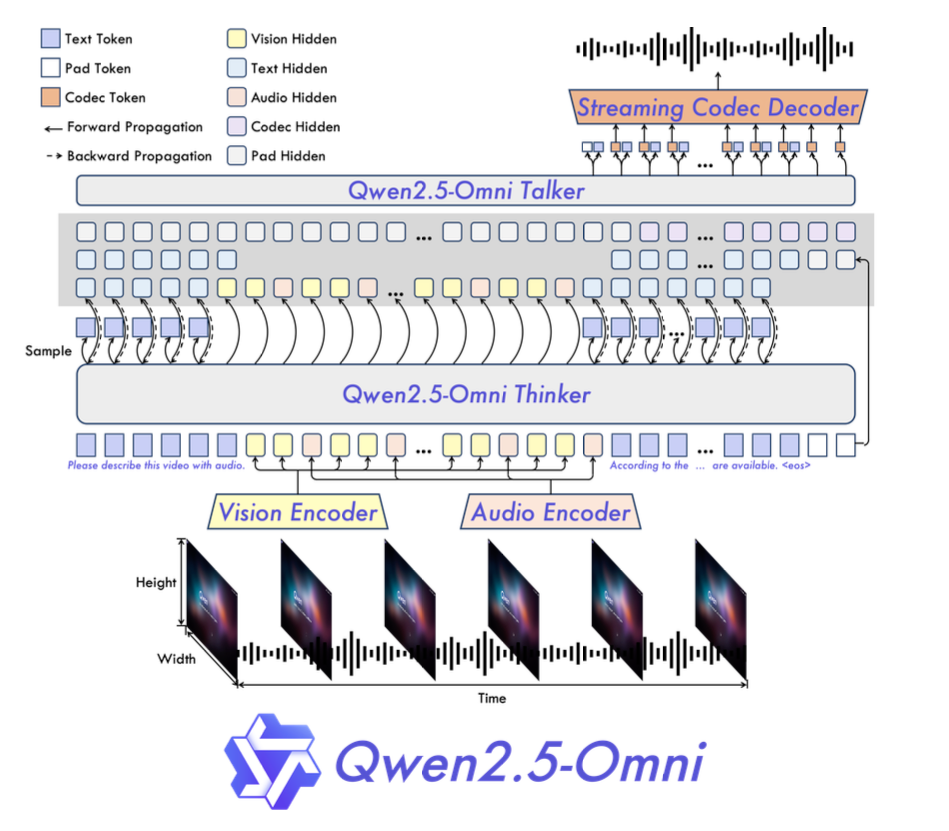 Text Token
Vision Hidden
Pad Token
Text Hidden
Codec Token
Audio Hidden
Forward Propagation
Codec Hidden
Backward Propagation
Pad Hidden
Streaming Codec Decoder
...
Qwen2.5-Omni Talker
...
...
...
...
...
Sample
Qwen2.5-Omni Thinker
...
...
Please describe this video with audio.
According to the ... are available. <eos>
Vision Encoder
Audio Encoder
Height
Width
Time
Qwen2.5-Omni